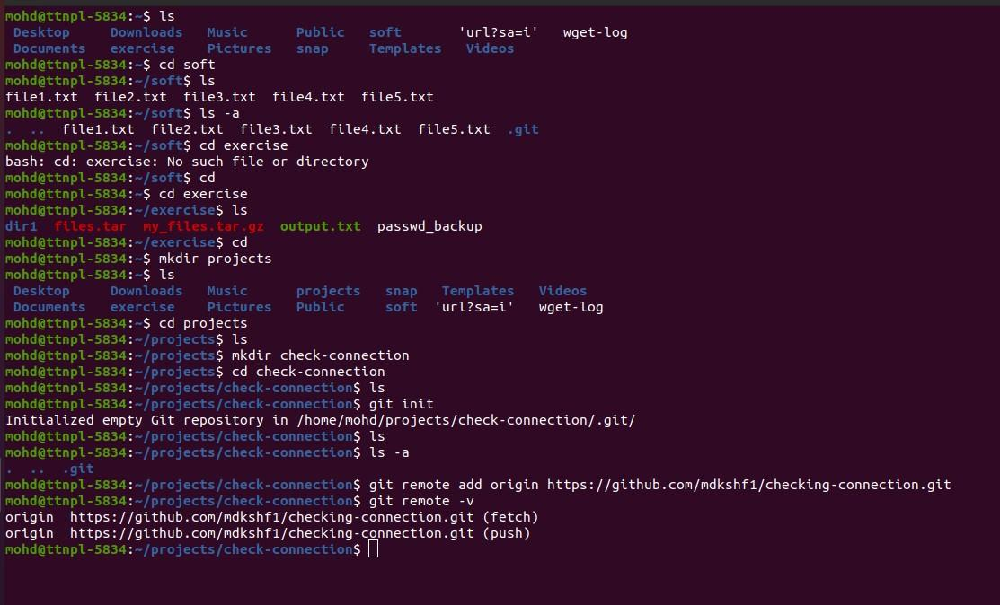 mohd@ttnpl-5834:~$ ls
Desktop Downloads Music Public soft 'url?sa=i' wget-log
Documents exercise Pictures snap Templates Videos
mohd@ttnpl-5834:~$ cd soft
mohd@ttnpl-5834:~/soft$ ls
file1.txt file2.txt file3.txt file4.txt file5.txt
mohd@ttnpl-5834:~/soft$ ls -a
. .. file1.txt file2.txt file3.txt file4.txt file5.txt .git
mohd@ttnpl-5834:~/soft$ cd exercise
bash: cd: exercise: No such file or directory
mohd@ttnpl-5834:~/soft$ cd
mohd@ttnpl-5834:~$ cd exercise
mohd@ttnpl-5834:~/exercise$ ls
dir1 files.tar my_files.tar.gz output.txt passwd_backup
mohd@ttnpl-5834:~/exercise$ cd
mohd@ttnpl-5834:~$ mkdir projects
mohd@ttnpl-5834:~$ ls
Desktop Downloads Music projects snap Templates Videos
Documents exercise Pictures Public soft 'url?sa=i' wget-log
mohd@ttnpl-5834:~$ cd projects
mohd@ttnpl-5834:~/projects$ ls
mohd@ttnpl-5834:~/projects$ mkdir check-connection
mohd@ttnpl-5834:~/projects$ cd check-connection
mohd@ttnpl-5834:~/projects/check-connection$ ls
mohd@ttnpl-5834:~/projects/check-connection$ git init
Initialized empty Git repository in /home/mohd/projects/check-connection/.git/
mohd@ttnpl-5834:~/projects/check-connection$ ls
mohd@ttnpl-5834:~/projects/check-connection$ ls -a
. .. .git
mohd@ttnpl-5834:~/projects/check-connection$ git remote add origin https://github.com/mdkshf1/checking-connection.git
mohd@ttnpl-5834:~/projects/check-connection$ git remote -v
origin https://github.com/mdkshf1/checking-connection.git (fetch)
origin https://github.com/mdkshf1/checking-connection.git (push)
mohd@ttnpl-5834:~/projects/check-connection$